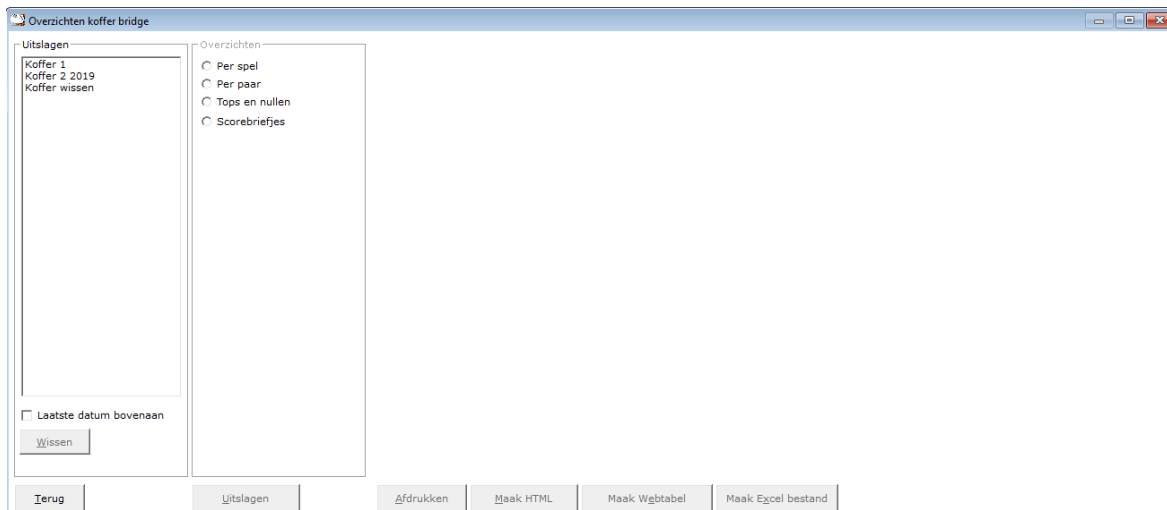 Overzichten koffer bridge
Uitslagen
Koffer 1
Koffer 2 2019
Koffer wissen
Laatste datum bovenaan
Wissen
Overzichten
Per spel
Per paar
Tops en nullen
Scorebriefjes
Terug
Uitslagen
Afdrukken
Maak HTML
Maak Webtabel
Maak Excel bestand